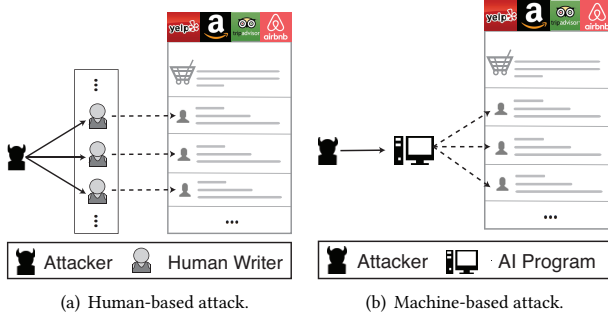 yelp
a
tripadvisor
airbnb
...
...
...
Attacker
Human Writer
(a) Human-based attack.
yelp
a
tripadvisor
airbnb
...
Attacker
AI Program
(b) Machine-based attack.